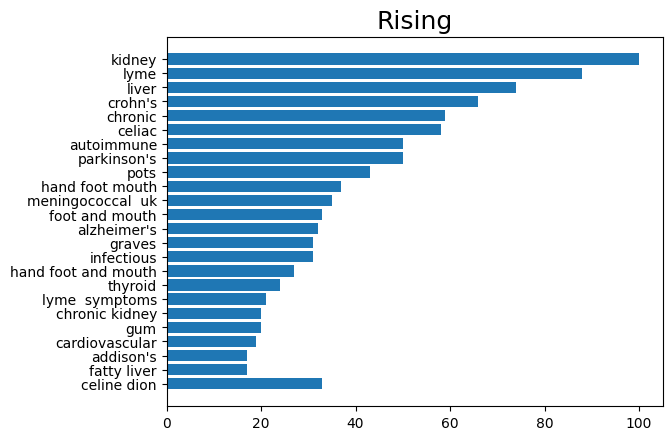 Rising
kidney
lyme
liver
crohn's
chronic
celiac
autoimmune
parkinson's
pots
hand foot mouth
meningococcal  uk
foot and mouth
alzheimer's
graves
infectious
hand foot and mouth
thyroid
lyme  symptoms
chronic kidney
gum
cardiovascular
addison's
fatty liver
celine dion
0 20 40 60 80 100